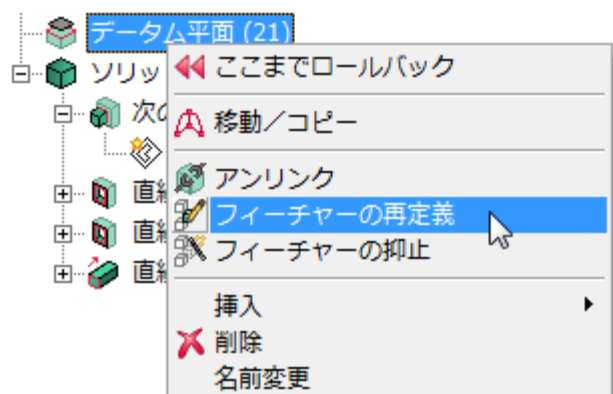 データム平面 (21)
ソリッ
ここまでロールバック
次の
移動／コピー
アンリンク
直
フィーチャーの再定義
直
フィーチャーの抑止
直
挿入
削除
名前変更